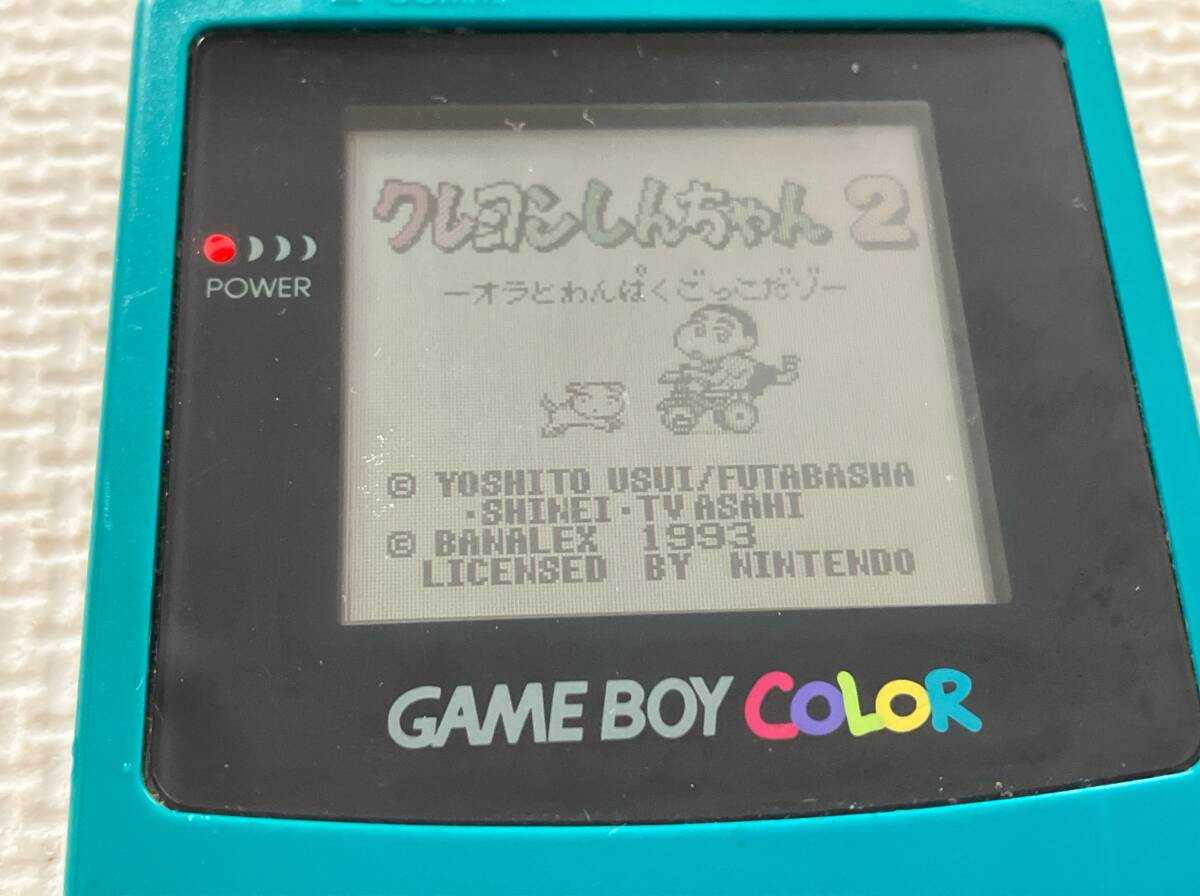 POWER
クレヨンしんちゃん2
ーオラとわんぱくごっこだゾー
© YOSHITO USUI/FUTABASHA
·SHINEI·TV ASAHI
© BANALEX 1993
LICENSED BY NINTENDO
GAME BOY COLOR